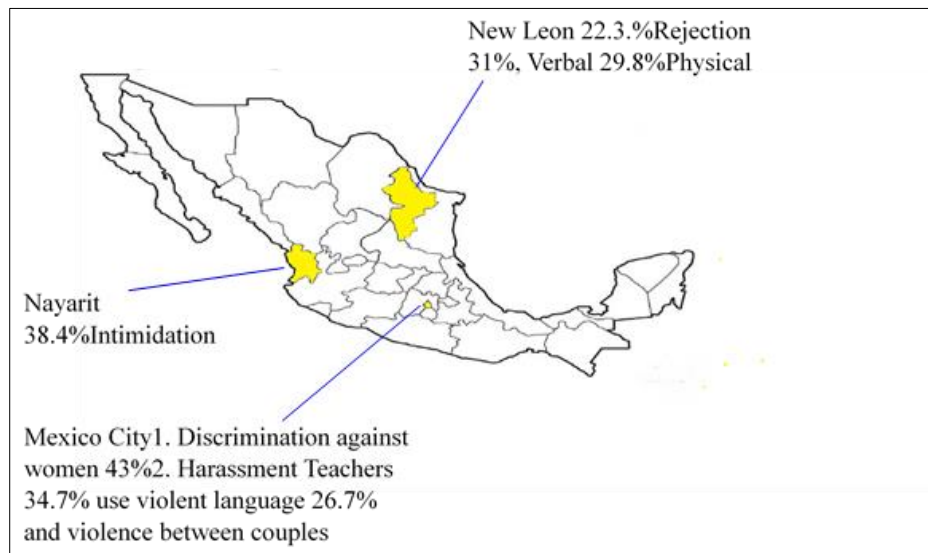 New Leon 22.3.%Rejection
31%, Verbal 29.8%Physical
Nayarit
38.4%Intimidation
Mexico City1. Discrimination against
women 43%2. Harassment Teachers
34.7% use violent language 26.7%
and violence between couples